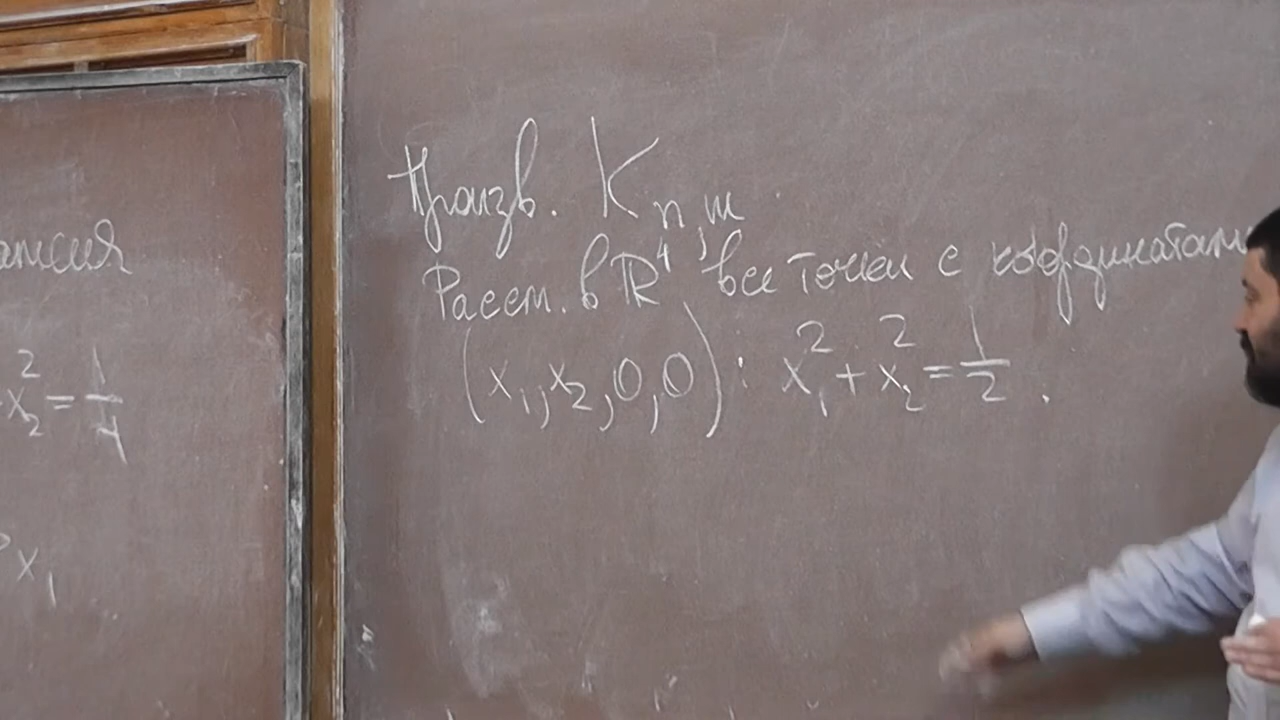 x₂² = 1/4
x₁
Произв. K_{n,m}
Рассм. в ℝ⁴ все точки с координатами
(x₁, x₂, 0, 0) : x₁² + x₂² = 1/2 .